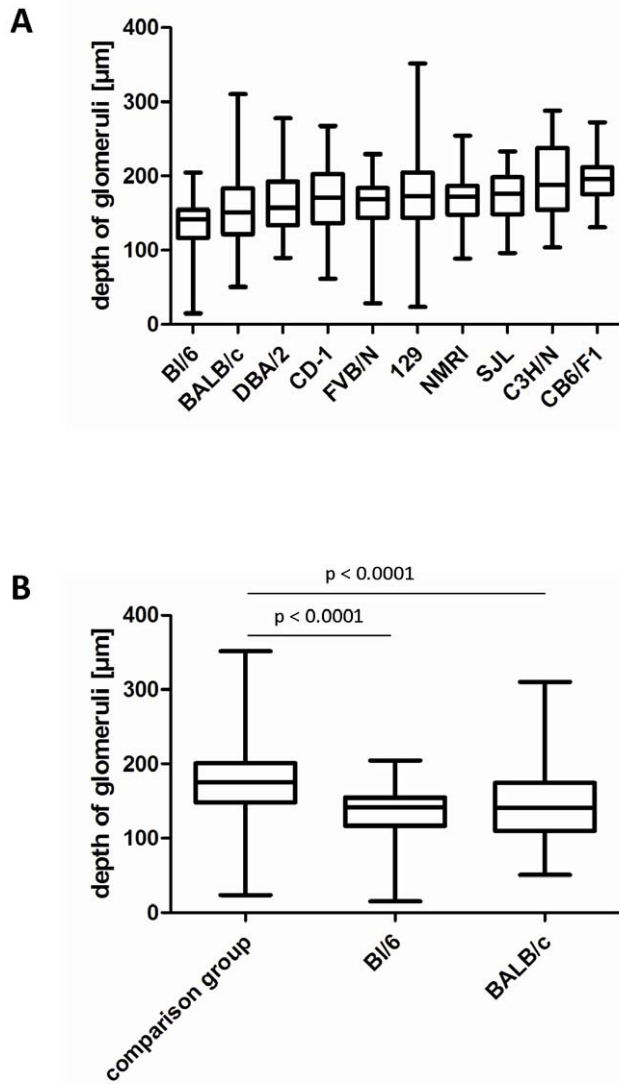 A
depth of glomeruli [µm]
400
300
200
100
0
Bl/6
BALB/c
DBA/2
CD-1
FVB/N
129
NMRI
SJL
C3H/N
CB6/F1
B
p < 0.0001
p < 0.0001
depth of glomeruli [µm]
400
300
200
100
0
comparison group
Bl/6
BALB/c